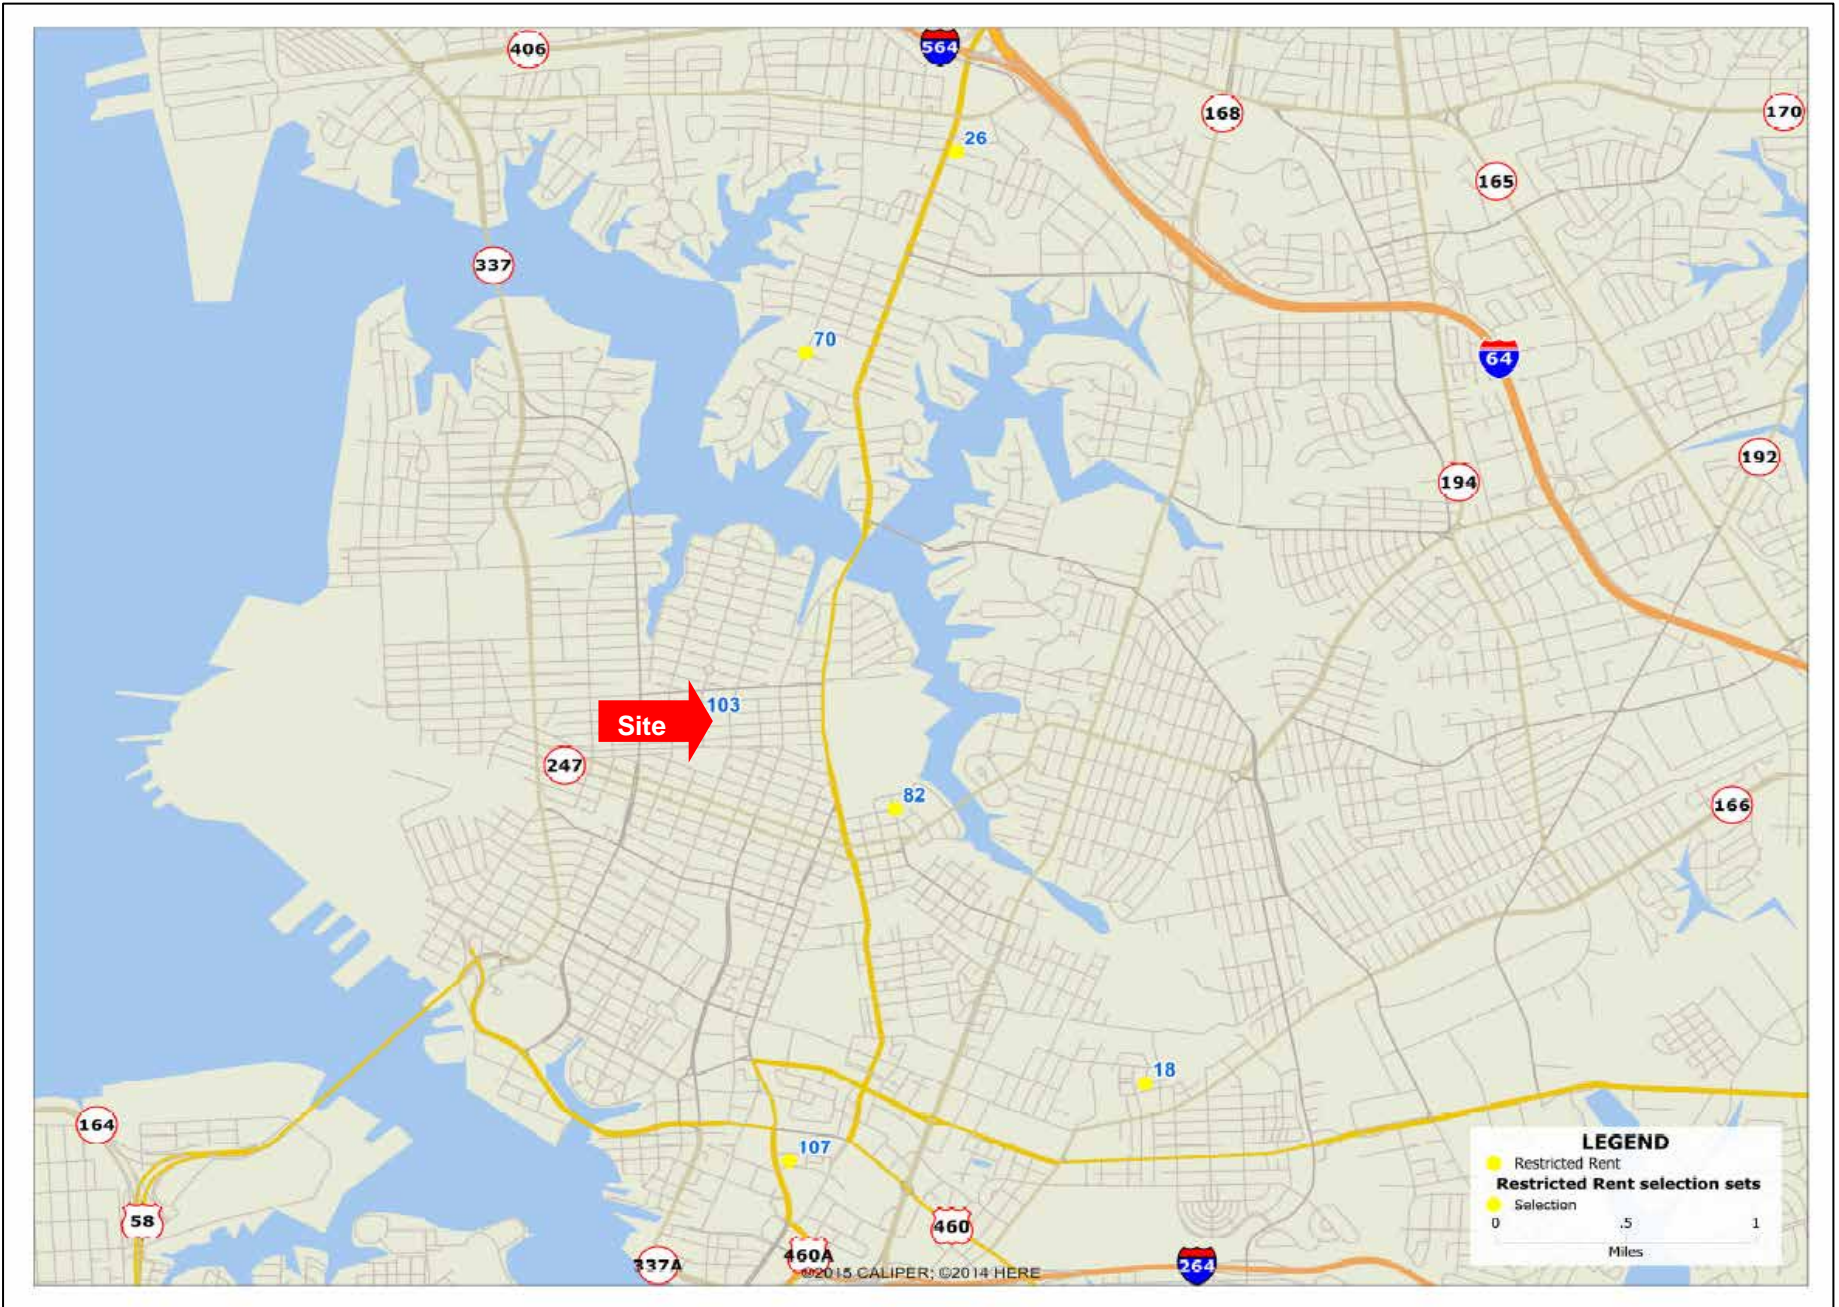 406
564
168
170
26
165
337
70
64
192
194
103
Site
247
82
166
18
164
107
LEGEND
Restricted Rent
Restricted Rent selection sets
Selection
0 .5 1
Miles
58
460
460A
337A
264
©2015 CALIPER; ©2014 HERE